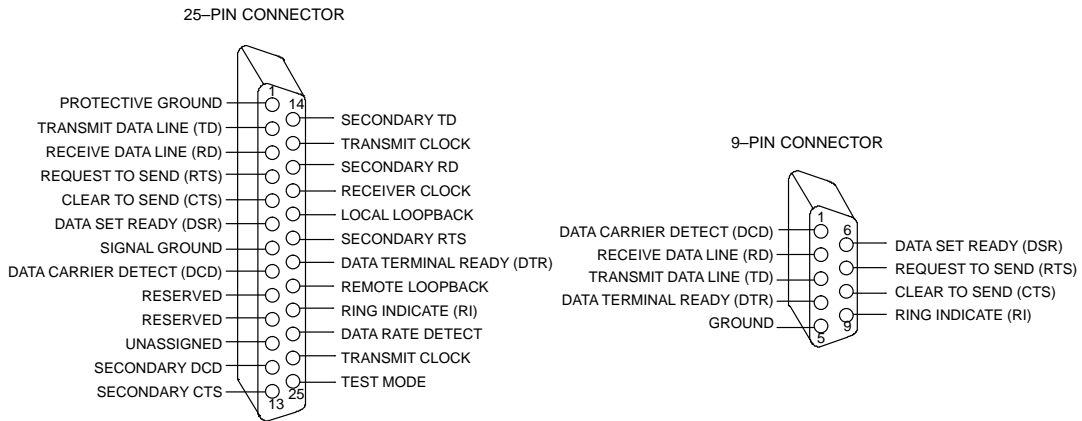 25–PIN CONNECTOR
1
14
PROTECTIVE GROUND
TRANSMIT DATA LINE (TD)
RECEIVE DATA LINE (RD)
REQUEST TO SEND (RTS)
CLEAR TO SEND (CTS)
DATA SET READY (DSR)
SIGNAL GROUND
DATA CARRIER DETECT (DCD)
RESERVED
RESERVED
UNASSIGNED
SECONDARY DCD
SECONDARY CTS
SECONDARY TD
TRANSMIT CLOCK
SECONDARY RD
RECEIVER CLOCK
LOCAL LOOPBACK
SECONDARY RTS
DATA TERMINAL READY (DTR)
REMOTE LOOPBACK
RING INDICATE (RI)
DATA RATE DETECT
TRANSMIT CLOCK
TEST MODE
25
13
9–PIN CONNECTOR
1
6
DATA CARRIER DETECT (DCD)
RECEIVE DATA LINE (RD)
TRANSMIT DATA LINE (TD)
DATA TERMINAL READY (DTR)
GROUND
DATA SET READY (DSR)
REQUEST TO SEND (RTS)
CLEAR TO SEND (CTS)
RING INDICATE (RI)
9
5